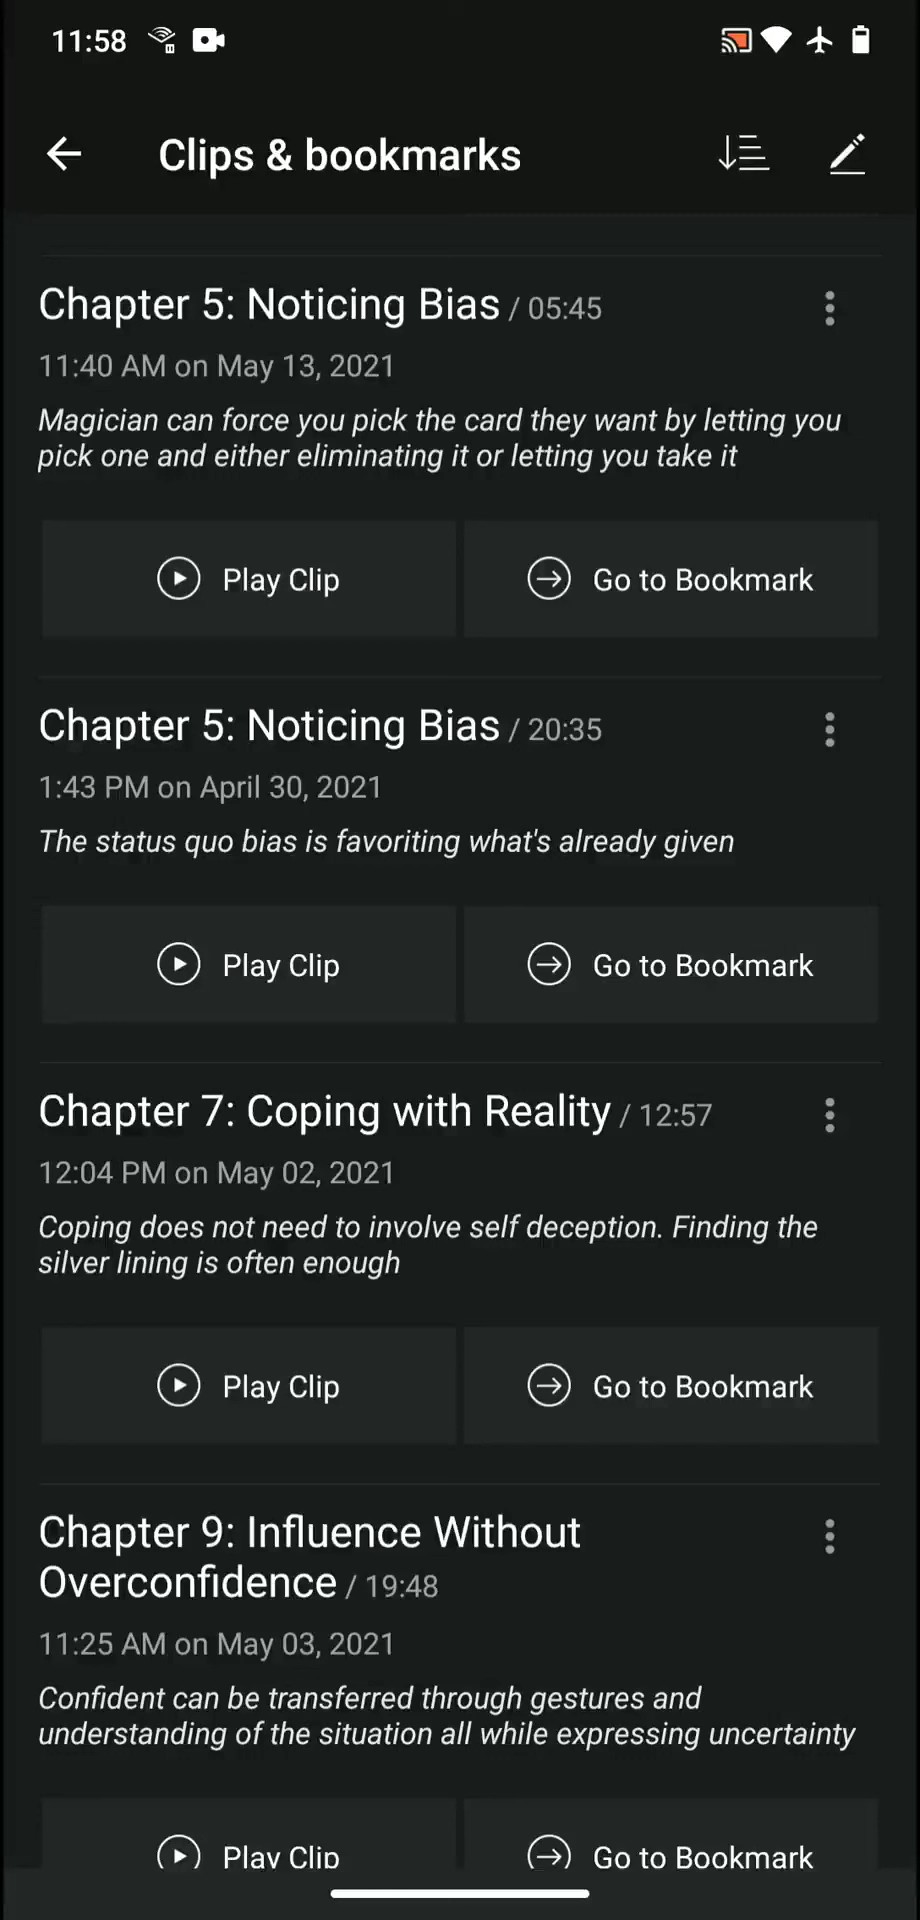 11:58
Clips & bookmarks
Chapter 5: Noticing Bias / 05:45
11:40 AM on May 13, 2021
Magician can force you pick the card they want by letting you
pick one and either eliminating it or letting you take it
Play Clip
Go to Bookmark
Chapter 5: Noticing Bias / 20:35
1:43 PM on April 30, 2021
The status quo bias is favoriting what's already given
Play Clip
Go to Bookmark
Chapter 7: Coping with Reality / 12:57
12:04 PM on May 02, 2021
Coping does not need to involve self deception. Finding the
silver lining is often enough
Play Clip
Go to Bookmark
Chapter 9: Influence Without
Overconfidence / 19:48
11:25 AM on May 03, 2021
Confident can be transferred through gestures and
understanding of the situation all while expressing uncertainty
Play Clip
Go to Bookmark